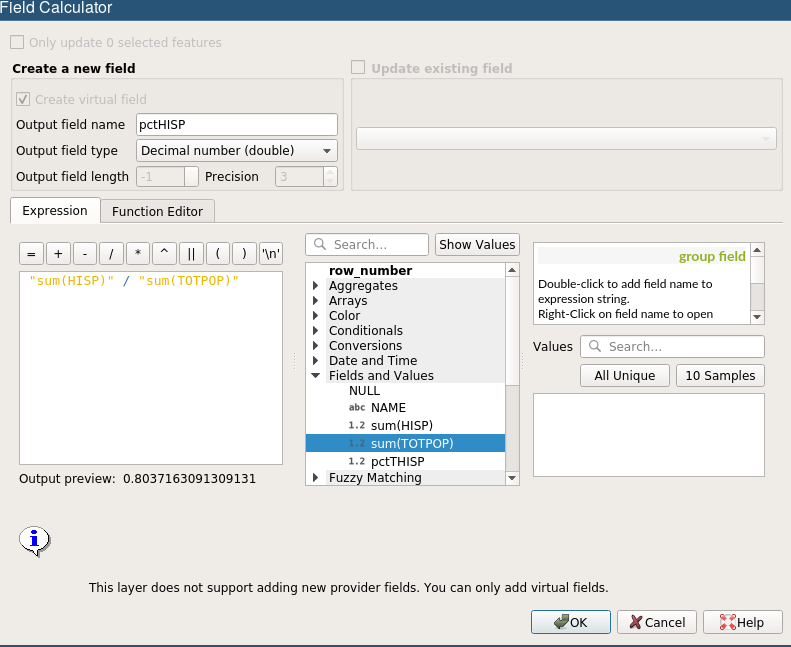 Field Calculator
Only update 0 selected features
Create a new field
Update existing field
Create virtual field
Output field name pctHISP
Output field type Decimal number (double)
Output field length -1 Precision 3
Expression Function Editor
= + - / * ^ || ( ) '\n'
"sum(HISP)" / "sum(TOTPOP)"
Output preview: 0.8037163091309131
Search... Show Values
row_number
Aggregates
Arrays
Color
Conditionals
Conversions
Date and Time
Fields and Values
NULL
abc NAME
1.2 sum(HISP)
1.2 sum(TOTPOP)
1.2 pctTHISP
Fuzzy Matching
group field
Double-click to add field name to
expression string.
Right-Click on field name to open
Values Search...
All Unique 10 Samples
This layer does not support adding new provider fields. You can only add virtual fields.
OK Cancel Help